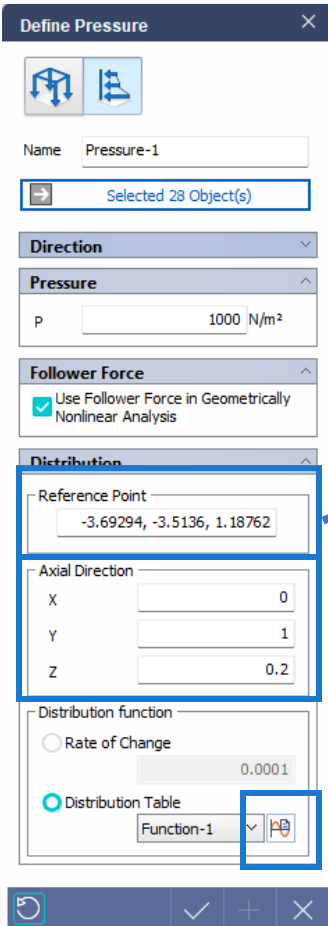 Define Pressure
Name Pressure-1
Selected 28 Object(s)
Direction
Pressure
P 1000 N/m²
Follower Force
Use Follower Force in Geometrically
Nonlinear Analysis
Distribution
Reference Point
-3.69294, -3.5136, 1.18762
Axial Direction
X 0
Y 1
Z 0.2
Distribution function
Rate of Change
0.0001
Distribution Table
Function-1